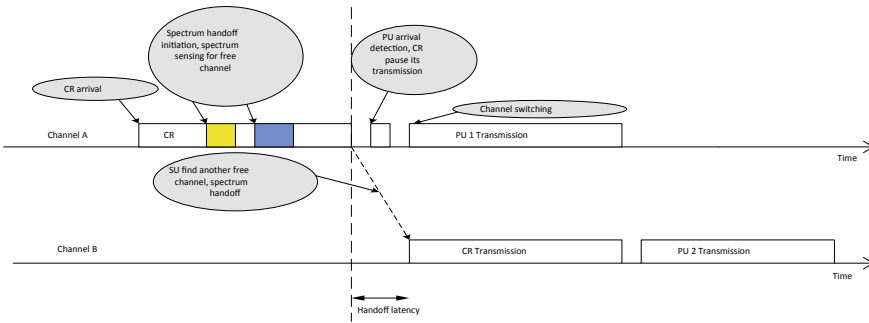 Spectrum handoff
initiation, spectrum
sensing for free
channel
PU arrival
detection, CR
pause its
transmission
CR arrival
Channel switching
Channel A
CR
PU 1 Transmission
Time
SU find another free
channel, spectrum
handoff
Channel B
CR Transmission
PU 2 Transmission
Time
Handoff latency